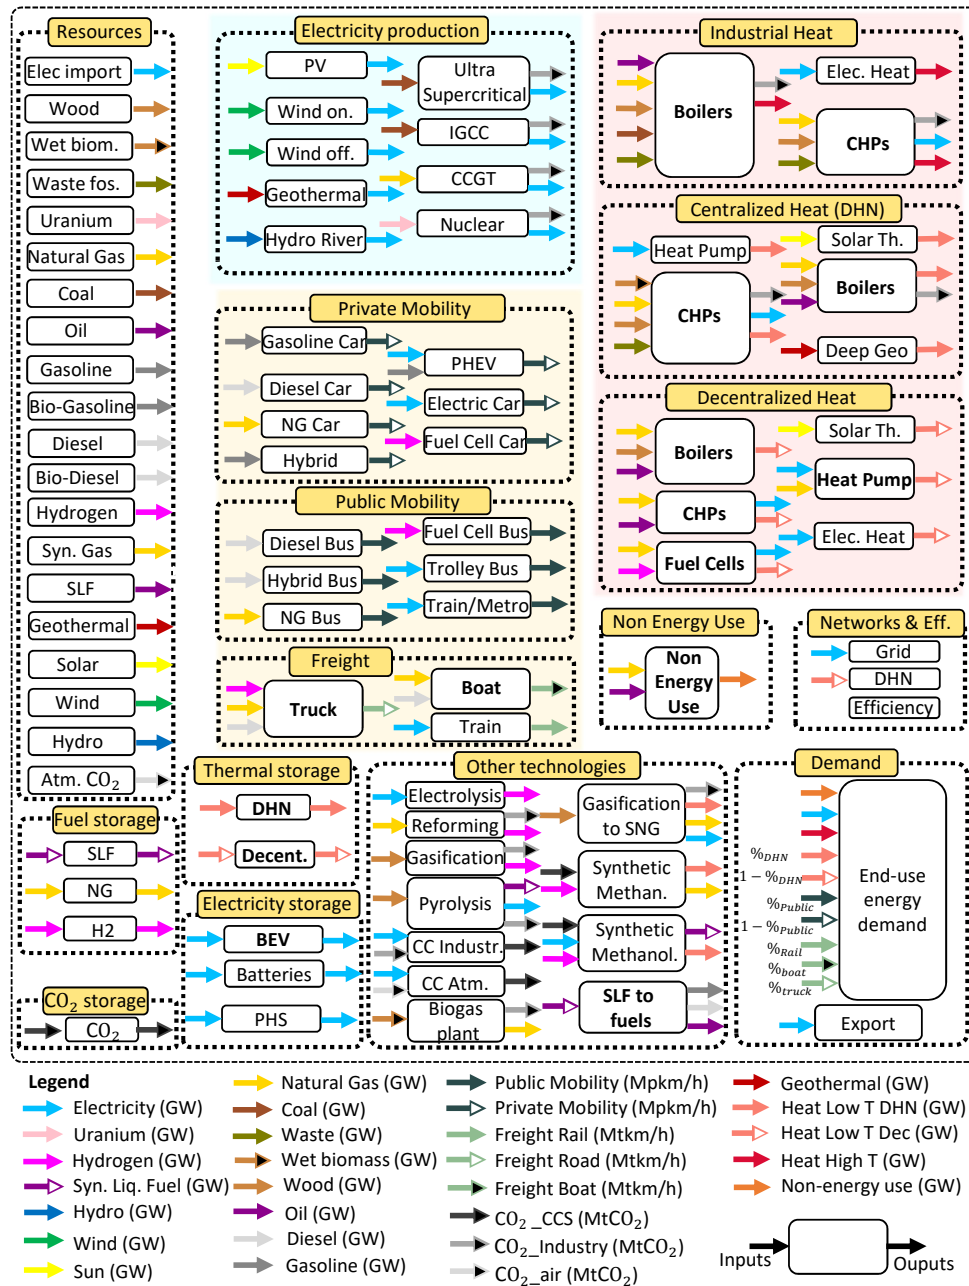 Resources
Elec import
Wood
Wet biom.
Waste fos.
Uranium
Natural Gas
Coal
Oil
Gasoline
Bio-Gasoline
Diesel
Bio-Diesel
Hydrogen
Syn. Gas
SLF
Geothermal
Solar
Wind
Hydro
Atm. CO₂
Fuel storage
SLF
NG
H2
CO₂ storage
CO₂
Electricity production
PV
Wind on.
Wind off.
Geothermal
Hydro River
Ultra
Supercritical
IGCC
CCGT
Nuclear
Private Mobility
Gasoline Car
Diesel Car
NG Car
Hybrid
PHEV
Electric Car
Fuel Cell Car
Public Mobility
Diesel Bus
Hybrid Bus
NG Bus
Fuel Cell Bus
Trolley Bus
Train/Metro
Freight
Truck
Boat
Train
Thermal storage
DHN
Decent.
Electricity storage
BEV
Batteries
PHS
Other technologies
Electrolysis
Reforming
Gasification
Pyrolysis
CC Industr.
CC Atm.
Biogas
plant
Gasification
to SNG
Synthetic
Methan.
Synthetic
Methanol.
SLF to
fuels
Industrial Heat
Boilers
Elec. Heat
CHPs
Centralized Heat (DHN)
Heat Pump
CHPs
Solar Th.
Boilers
Deep Geo
Decentralized Heat
Boilers
CHPs
Fuel Cells
Solar Th.
Heat Pump
Elec. Heat
Non Energy Use
Non
Energy
Use
Networks & Eff.
Grid
DHN
Efficiency
Demand
%DHN
1 − %DHN
%Public
1 − %Public
%Rail
%boat
%truck
End-use
energy
demand
Export
Legend
Electricity (GW)
Uranium (GW)
Hydrogen (GW)
Syn. Liq. Fuel (GW)
Hydro (GW)
Wind (GW)
Sun (GW)
Natural Gas (GW)
Coal (GW)
Waste (GW)
Wet biomass (GW)
Wood (GW)
Oil (GW)
Diesel (GW)
Gasoline (GW)
Public Mobility (Mpkm/h)
Private Mobility (Mpkm/h)
Freight Rail (Mtkm/h)
Freight Road (Mtkm/h)
Freight Boat (Mtkm/h)
CO₂_CCS (MtCO₂)
CO₂_Industry (MtCO₂)
CO₂_air (MtCO₂)
Geothermal (GW)
Heat Low T DHN (GW)
Heat Low T Dec (GW)
Heat High T (GW)
Non-energy use (GW)
Inputs
Ouputs